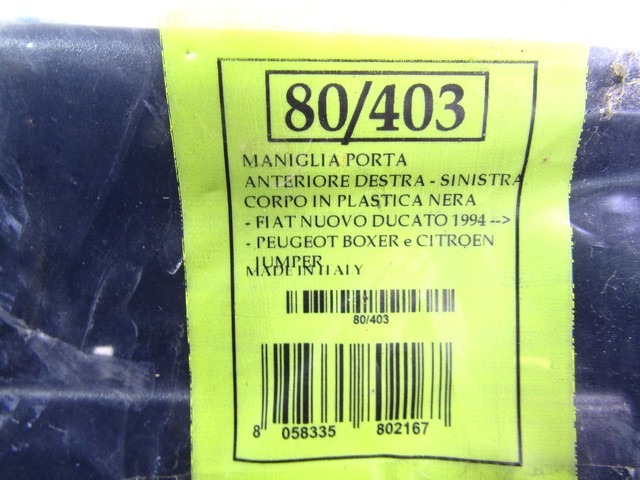 80/403
MANIGLIA PORTA
ANTERIORE DESTRA - SINISTRA
CORPO IN PLASTICA NERA
- FIAT NUOVO DUCATO 1994 -->
- PEUGEOT BOXER e CITROEN
JUMPER
MADE IN ITALY
80/403
8 058335 802167